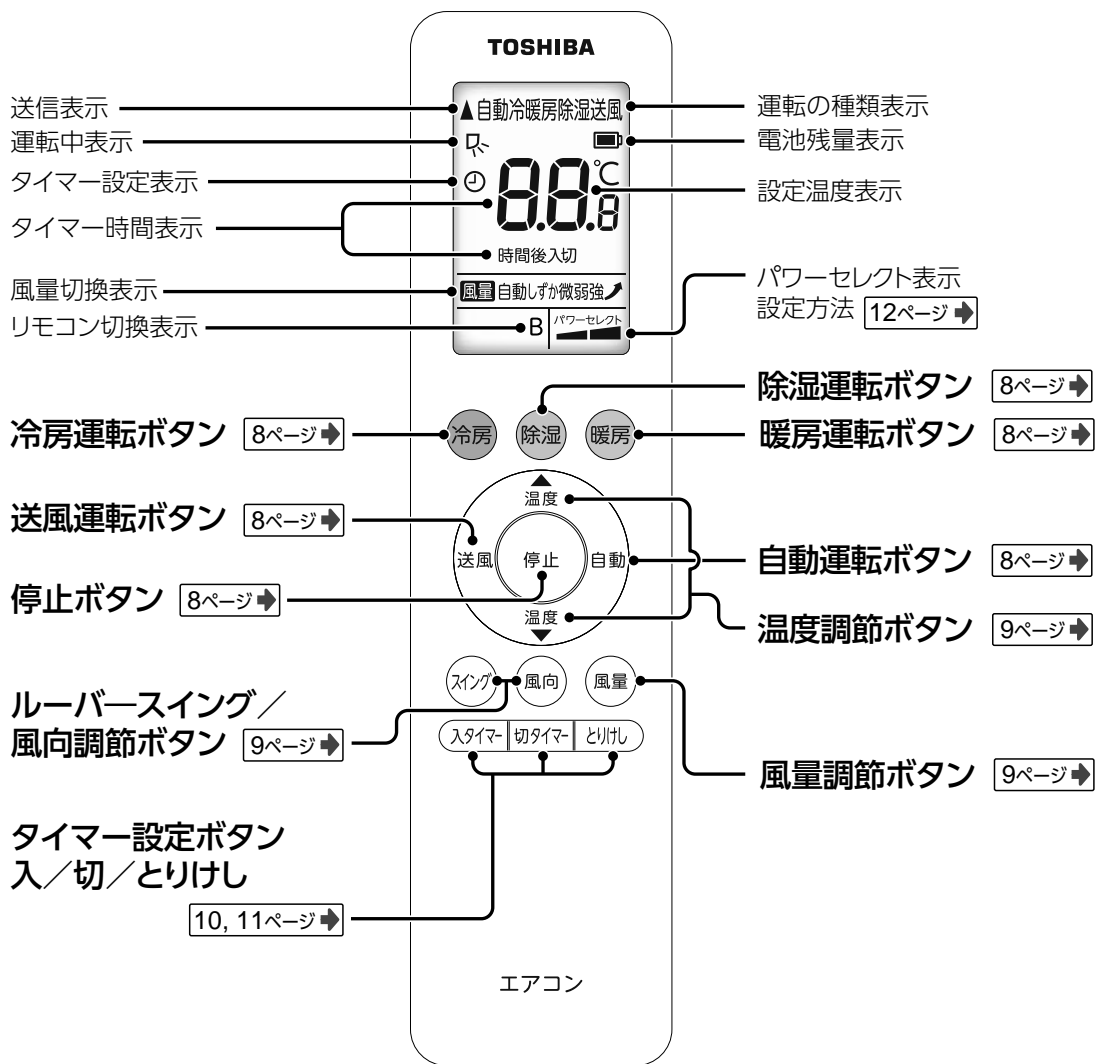 TOSHIBA
送信表示
運転中表示
タイマー設定表示
タイマー時間表示
風量切換表示
リモコン切換表示
▲自動冷暖房除湿送風
88.8℃
時間後入切
風量 自動しずか微弱強
B パワーセレクト
運転の種類表示
電池残量表示
設定温度表示
パワーセレクト表示
設定方法 12ページ
冷房運転ボタン 8ページ
送風運転ボタン 8ページ
停止ボタン 8ページ
ルーバースイング／
風向調節ボタン 9ページ
タイマー設定ボタン
入／切／とりけし
10, 11ページ
冷房 除湿 暖房
▲
温度
送風 停止 自動
温度
▼
スイング 風向 風量
入タイマー 切タイマー とりけし
エアコン
除湿運転ボタン 8ページ
暖房運転ボタン 8ページ
自動運転ボタン 8ページ
温度調節ボタン 9ページ
風量調節ボタン 9ページ